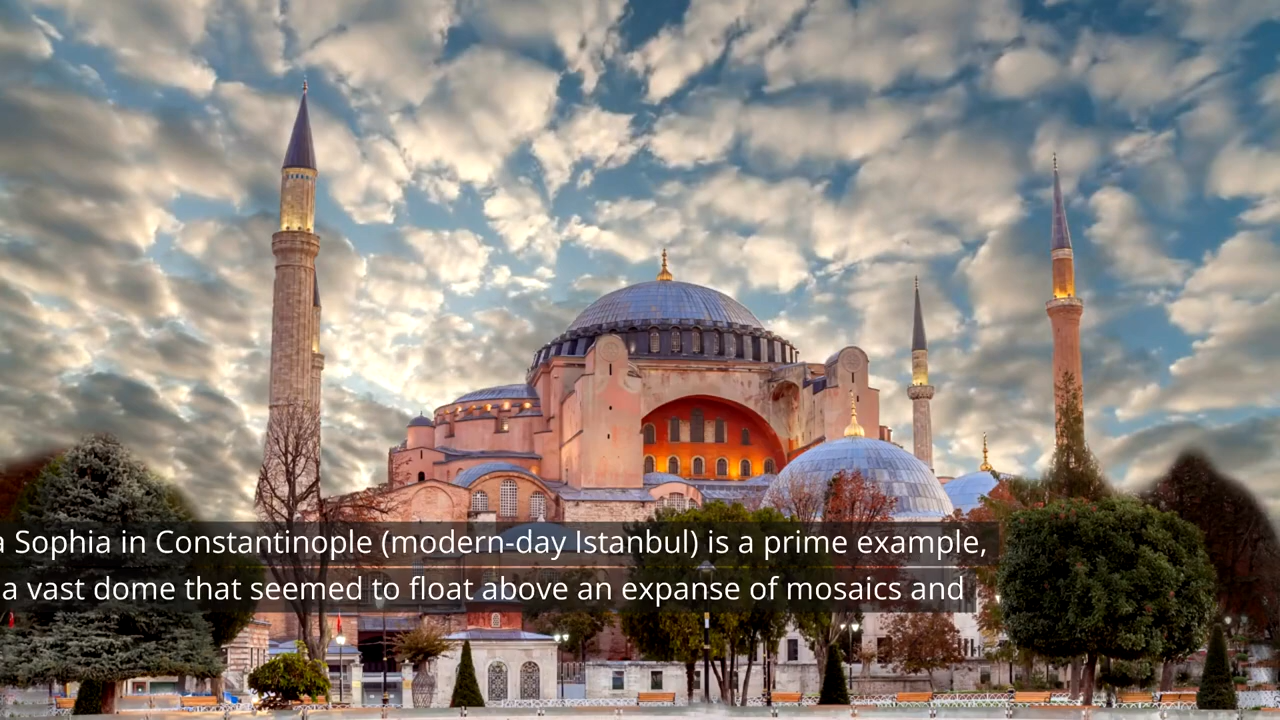 Sophia in Constantinople (modern-day Istanbul) is a prime example,
a vast dome that seemed to float above an expanse of mosaics and